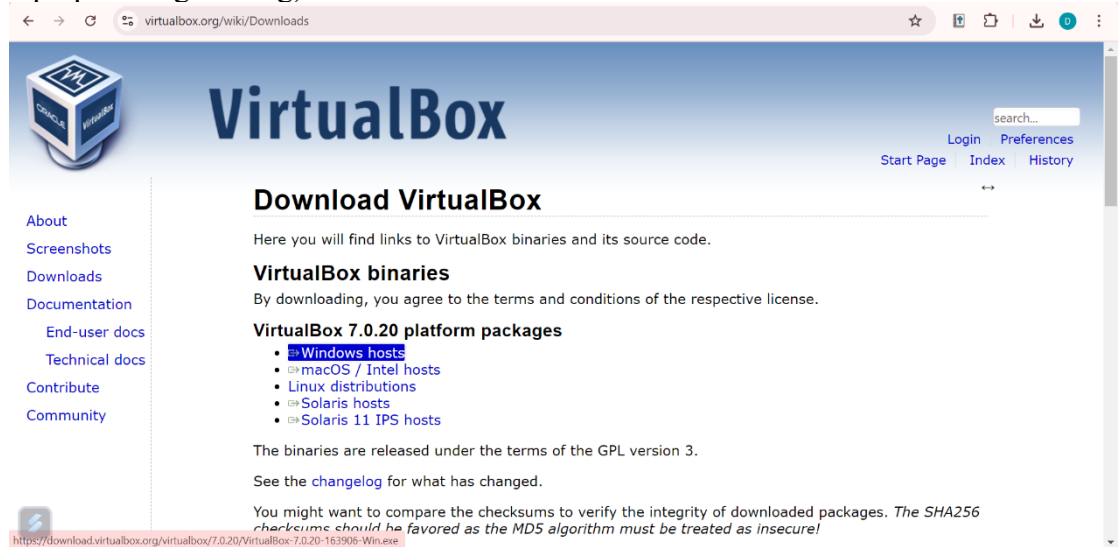 virtualbox.org/wiki/Downloads
D
ORACLE
VirtualBox
VirtualBox
search...
Login Preferences
Start Page Index History
About
Screenshots
Downloads
Documentation
End-user docs
Technical docs
Contribute
Community
Download VirtualBox
Here you will find links to VirtualBox binaries and its source code.
VirtualBox binaries
By downloading, you agree to the terms and conditions of the respective license.
VirtualBox 7.0.20 platform packages
Windows hosts
macOS / Intel hosts
Linux distributions
Solaris hosts
Solaris 11 IPS hosts
The binaries are released under the terms of the GPL version 3.
See the changelog for what has changed.
You might want to compare the checksums to verify the integrity of downloaded packages. The SHA256
checksums should be favored as the MD5 algorithm must be treated as insecure!
https://download.virtualbox.org/virtualbox/7.0.20/VirtualBox-7.0.20-163906-Win.exe